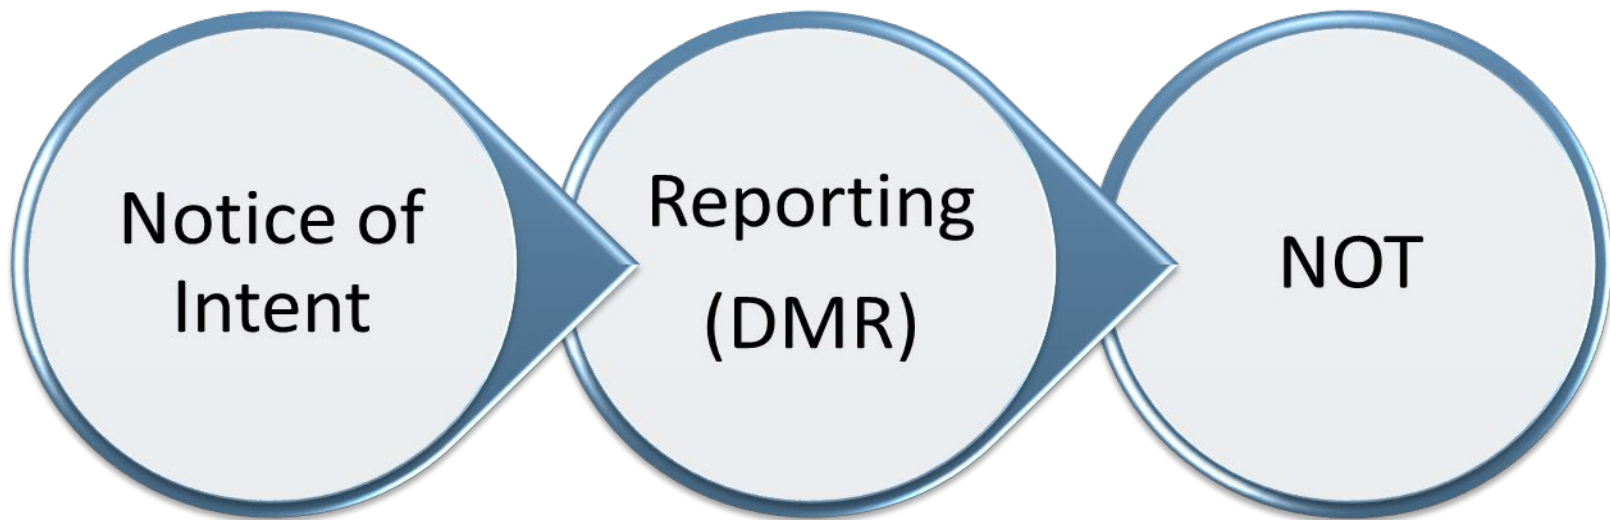 Notice of
Intent
Reporting
(DMR)
NOT